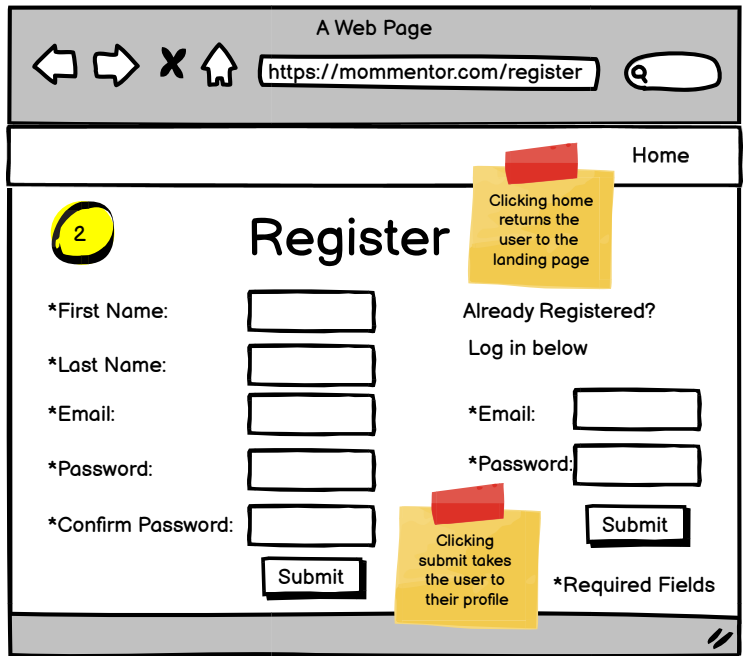 A Web Page
https://mommentor.com/register
Home
Clicking home
returns the
user to the
landing page
2
Register
*First Name:
*Last Name:
*Email:
*Password:
*Confirm Password:
Submit
Already Registered?
Log in below
*Email:
*Password:
Submit
Clicking
submit takes
the user to
their profile
*Required Fields